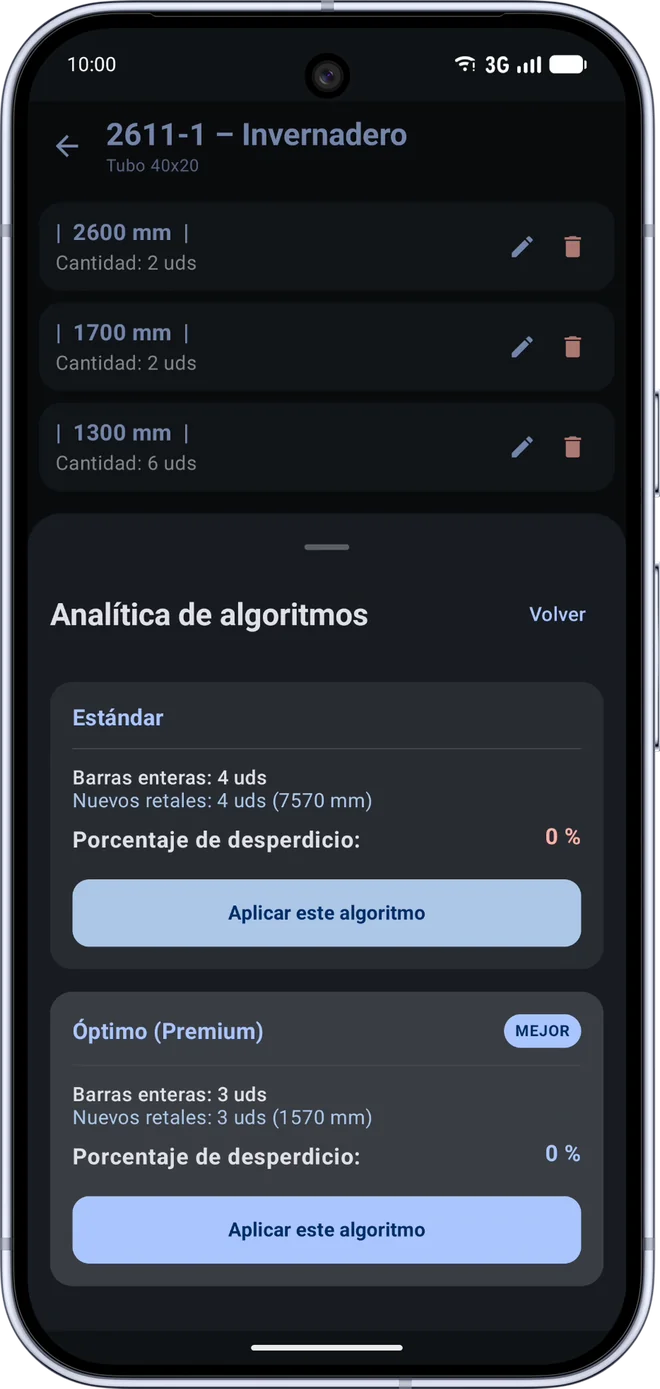 10:00
3G
2611-1 – Invernadero
Tubo 40x20
| 2600 mm |
Cantidad: 2 uds
| 1700 mm |
Cantidad: 2 uds
| 1300 mm |
Cantidad: 6 uds
Analítica de algoritmos
Volver
Estándar
Barras enteras: 4 uds
Nuevos retales: 4 uds (7570 mm)
Porcentaje de desperdicio:
0 %
Aplicar este algoritmo
Óptimo (Premium)
MEJOR
Barras enteras: 3 uds
Nuevos retales: 3 uds (1570 mm)
Porcentaje de desperdicio:
0 %
Aplicar este algoritmo